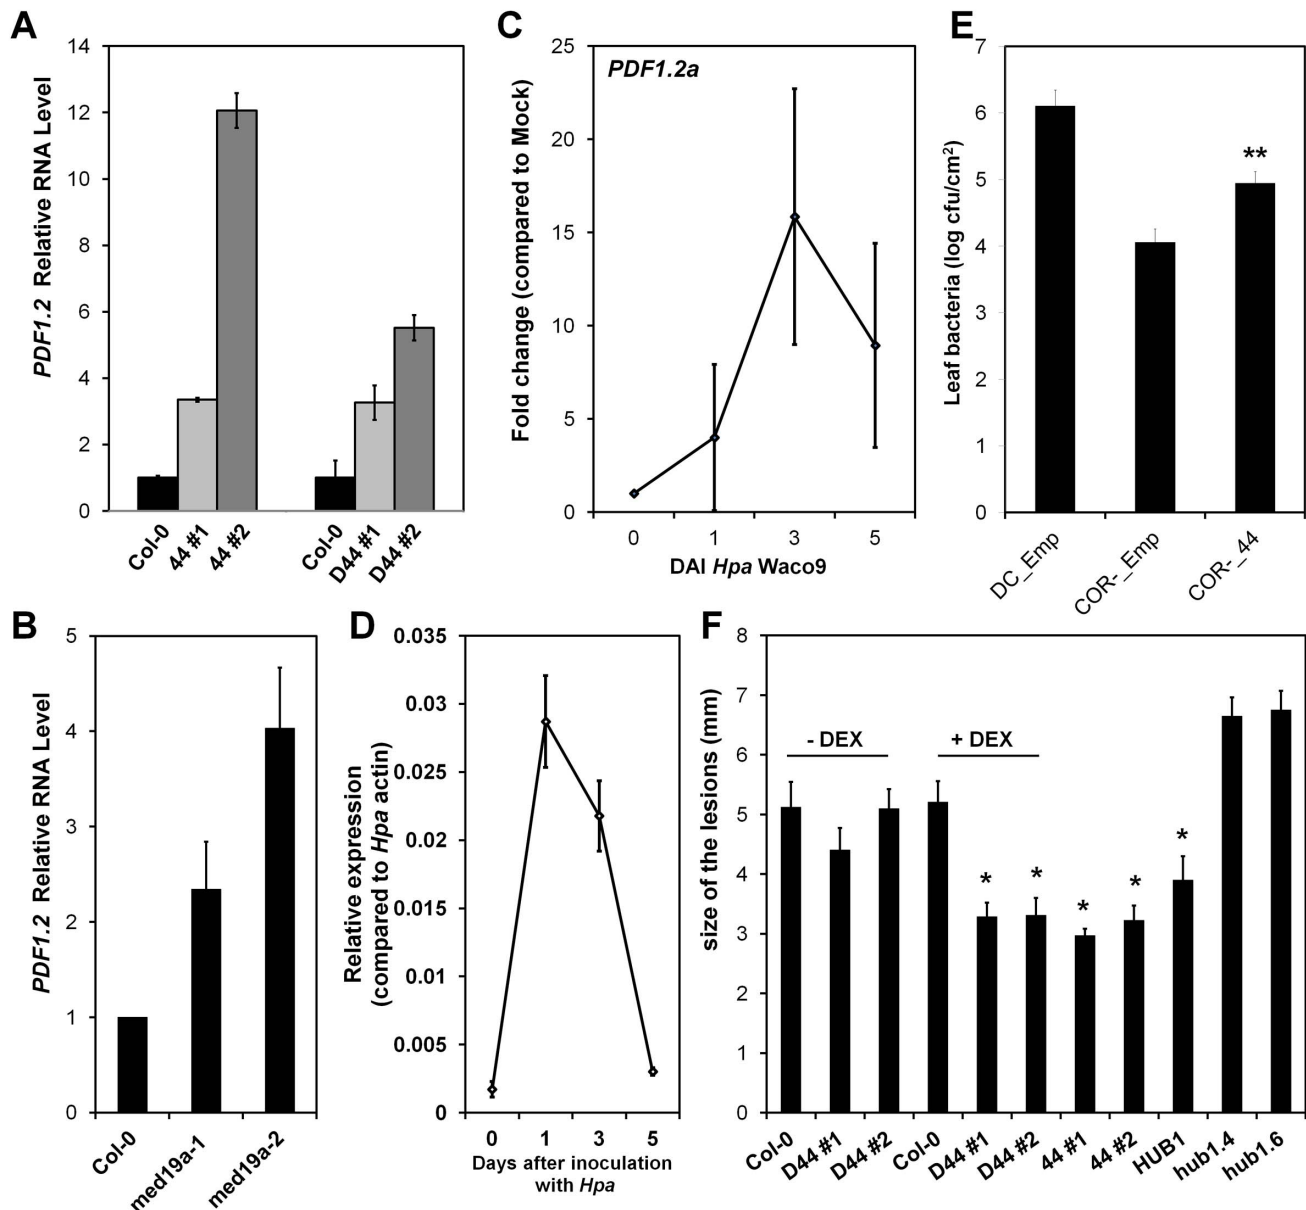 A
PDF1.2 Relative RNA Level
14
12
10
8
6
4
2
0
Col-0
44 #1
44 #2
Col-0
D44 #1
D44 #2
C
PDF1.2a
Fold change (compared to Mock)
25
20
15
10
5
0
0 1 3 5
DAI Hpa Waco9
E
Leaf bacteria (log cfu/cm²)
7
6
5
4
3
2
1
0
**
DC_Emp
COR-_Emp
COR-_44
B
PDF1.2 Relative RNA Level
5
4
3
2
1
0
Col-0
med19a-1
med19a-2
D
Relative expression
(compared to Hpa actin)
0.035
0.03
0.025
0.02
0.015
0.01
0.005
0
0 1 3 5
Days after inoculation
with Hpa
F
size of the lesions (mm)
8
7
6
5
4
3
2
1
0
- DEX
+ DEX
* * * * *
Col-0
D44 #1
D44 #2
Col-0
D44 #1
D44 #2
44 #1
44 #2
HUB1
hub1.4
hub1.6